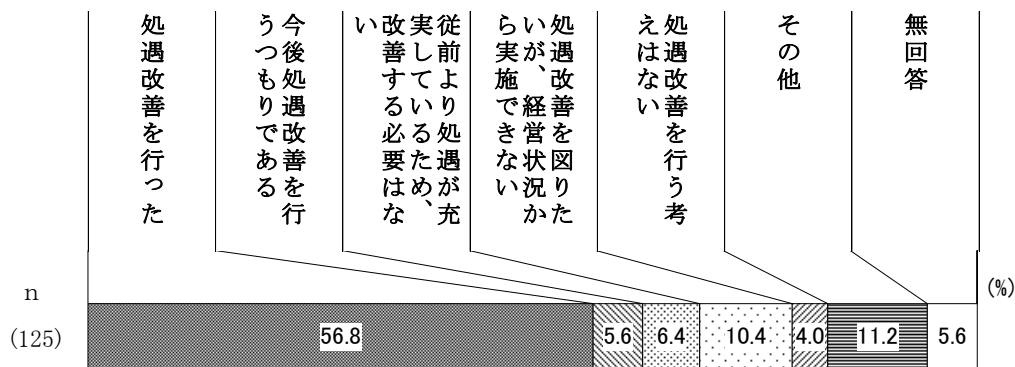 処遇改善を行った
今後処遇改善を行
うつもりである
従前より処遇が充
実しているため、
改善する必要はな
い
処遇改善を図りた
いが、経営状況か
ら実施できない
処遇改善を行う考
えはない
その他
無回答
(%)
n
(125)
56.8
5.6
6.4
10.4
4.0
11.2
5.6